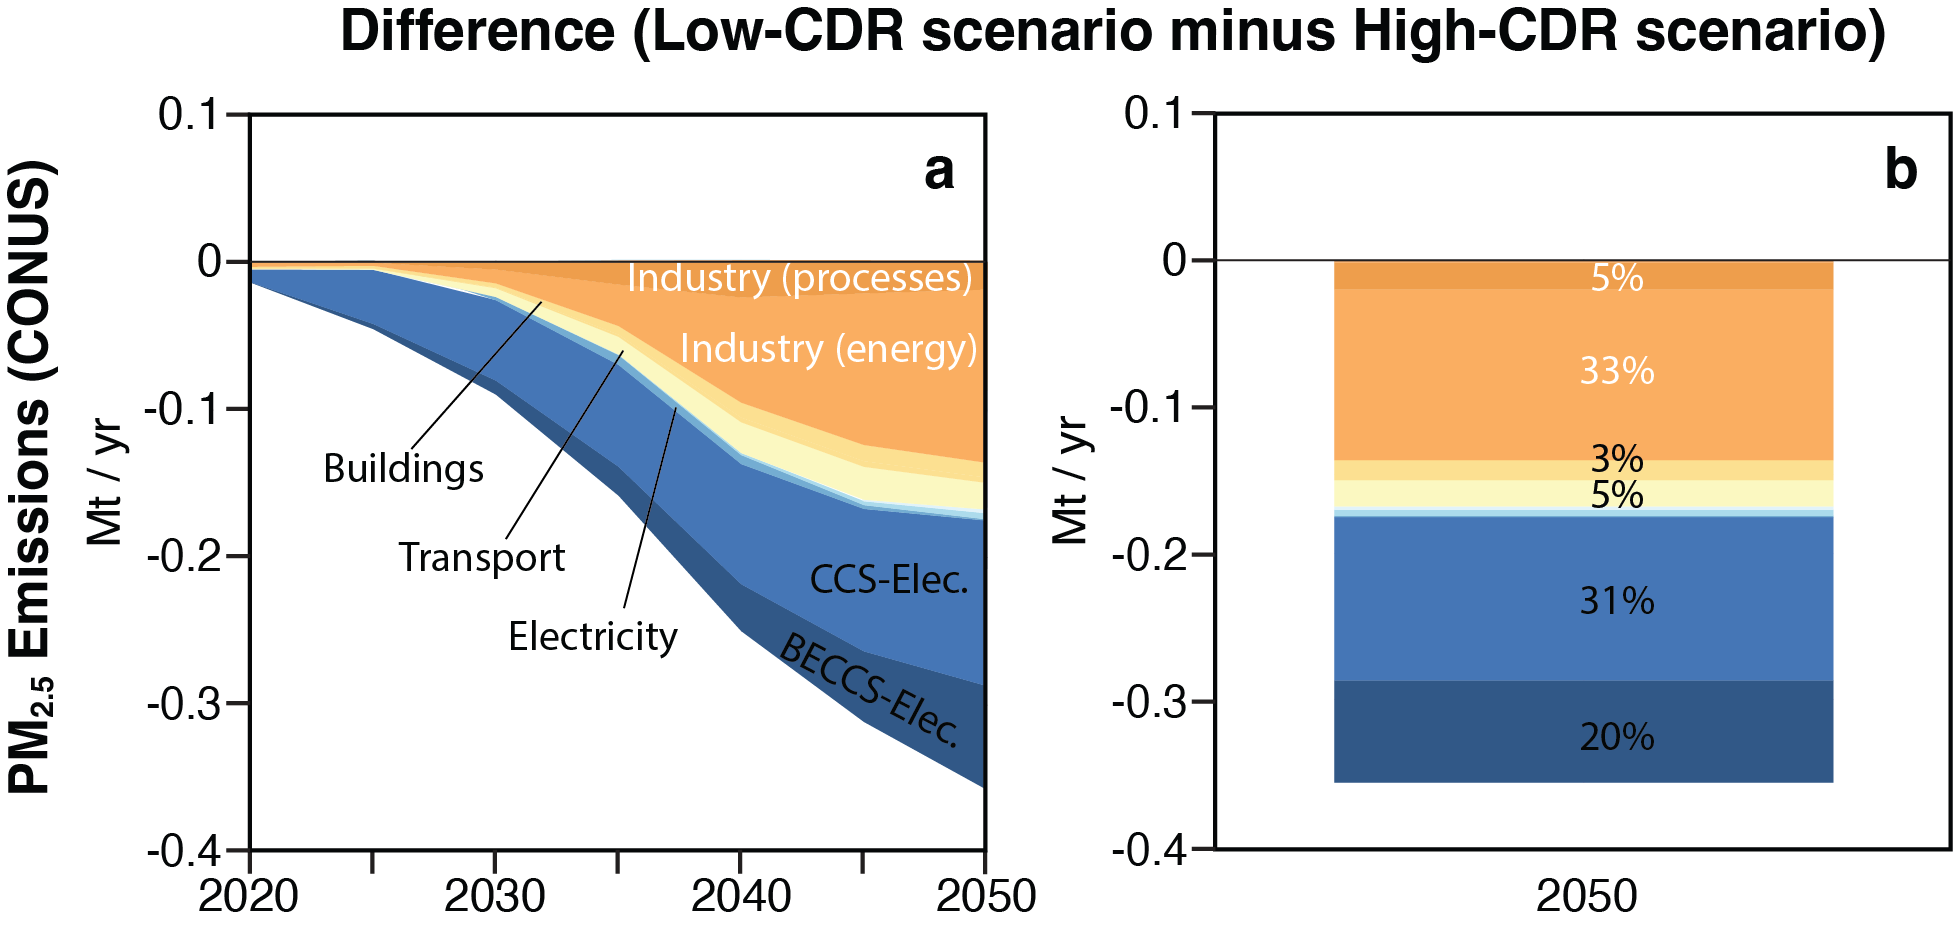 Difference (Low-CDR scenario minus High-CDR scenario)
PM2.5 Emissions (CONUS)
Mt / yr
0.1
0
-0.1
-0.2
-0.3
-0.4
2020
2030
2040
2050
a
Industry (processes)
Industry (energy)
Buildings
Transport
Electricity
CCS-Elec.
BECCS-Elec.
Mt / yr
0.1
0
-0.1
-0.2
-0.3
-0.4
2050
b
5%
33%
3%
5%
31%
20%